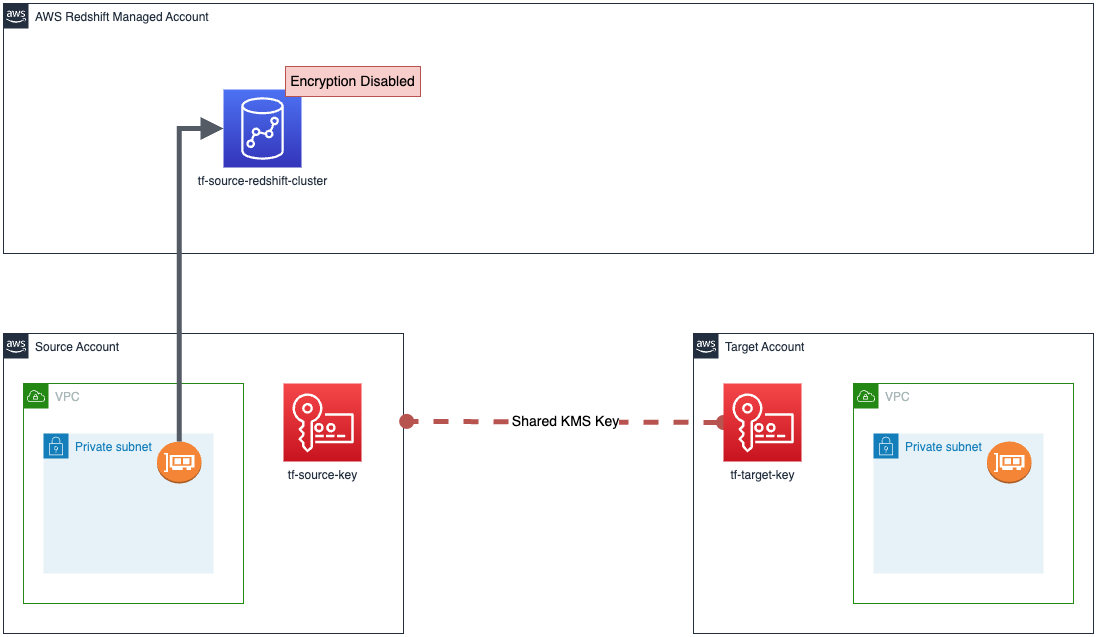 aws
AWS Redshift Managed Account
Encryption Disabled
tf-source-redshift-cluster
aws
Source Account
VPC
Private subnet
tf-source-key
Shared KMS Key
aws
Target Account
tf-target-key
VPC
Private subnet